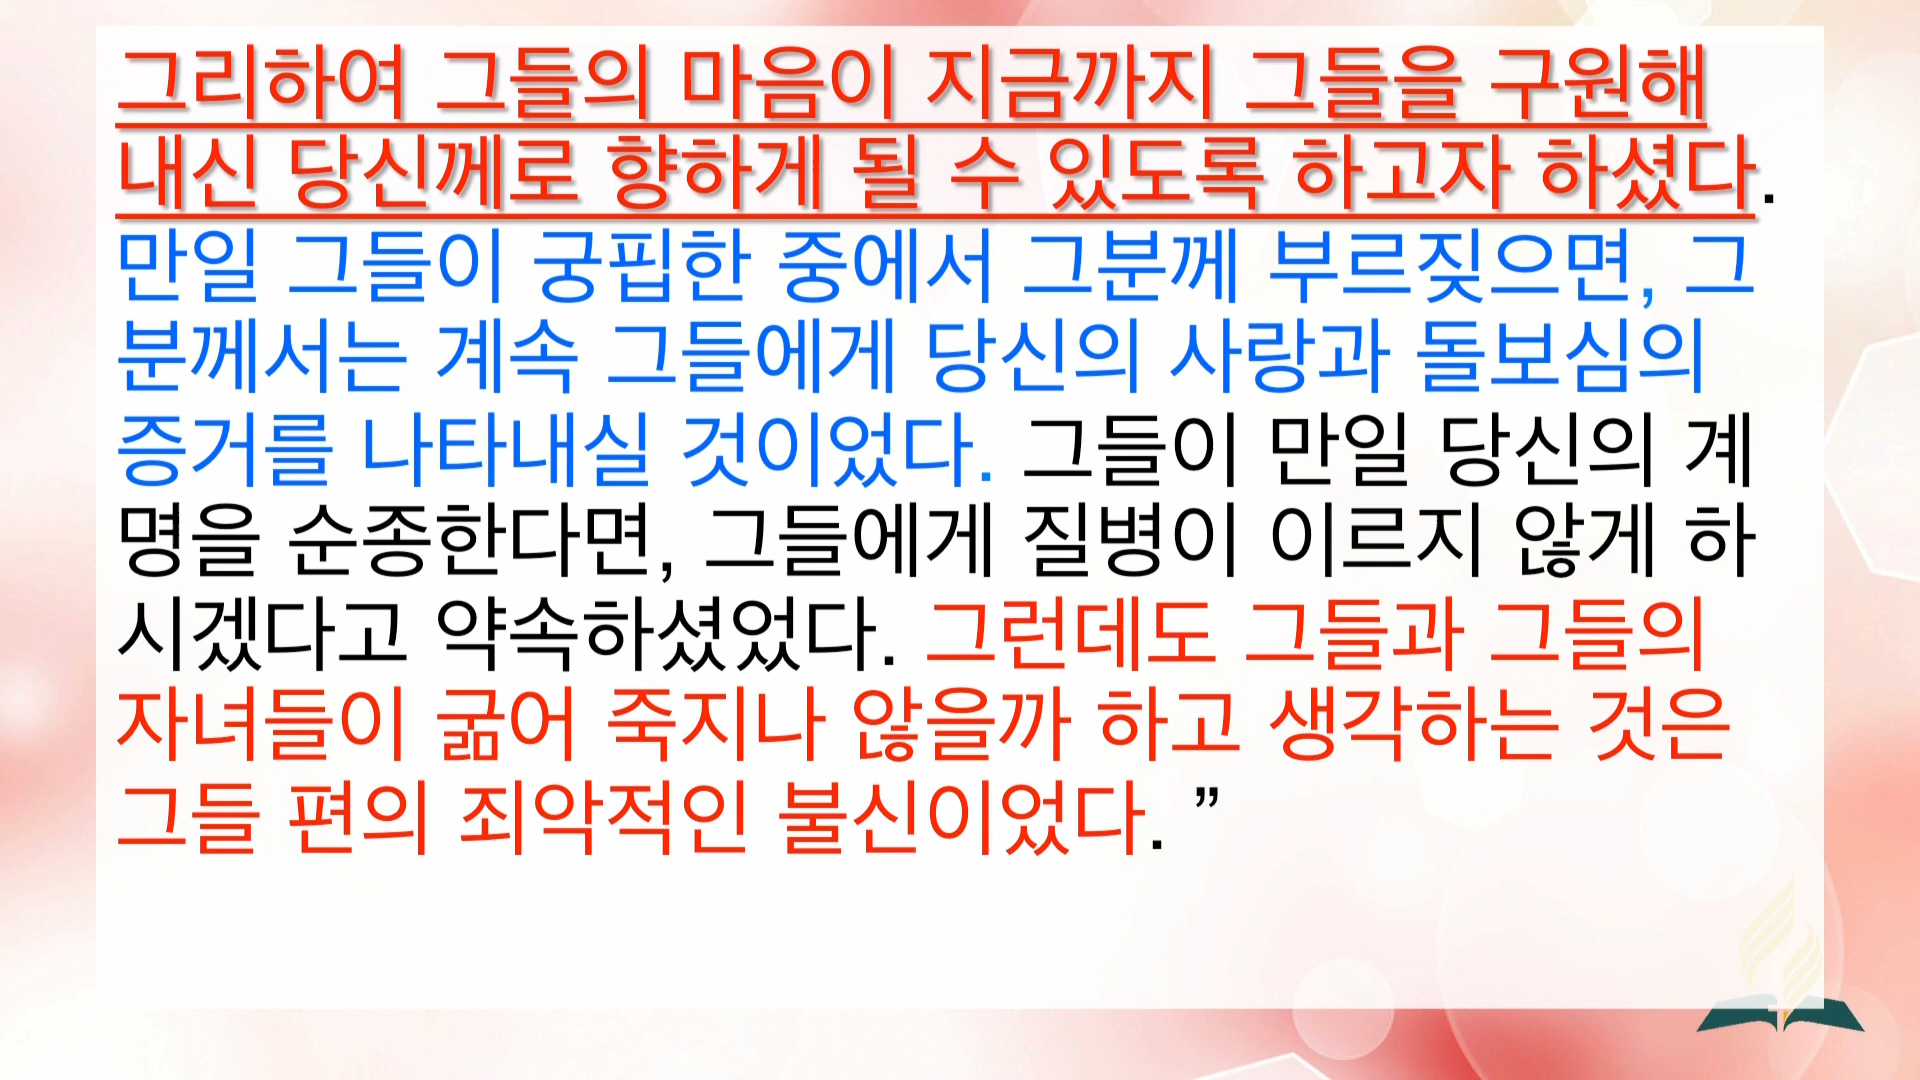 그리하여 그들의 마음이 지금까지 그들을 구원해
내신 당신께로 향하게 될 수 있도록 하고자 하셨다.
만일 그들이 궁핍한 중에서 그분께 부르짖으면, 그
분께서는 계속 그들에게 당신의 사랑과 돌보심의
증거를 나타내실 것이었다. 그들이 만일 당신의 계
명을 순종한다면, 그들에게 질병이 이르지 않게 하
시겠다고 약속하셨었다. 그런데도 그들과 그들의
자녀들이 굶어 죽지나 않을까 하고 생각하는 것은
그들 편의 죄악적인 불신이었다. ”